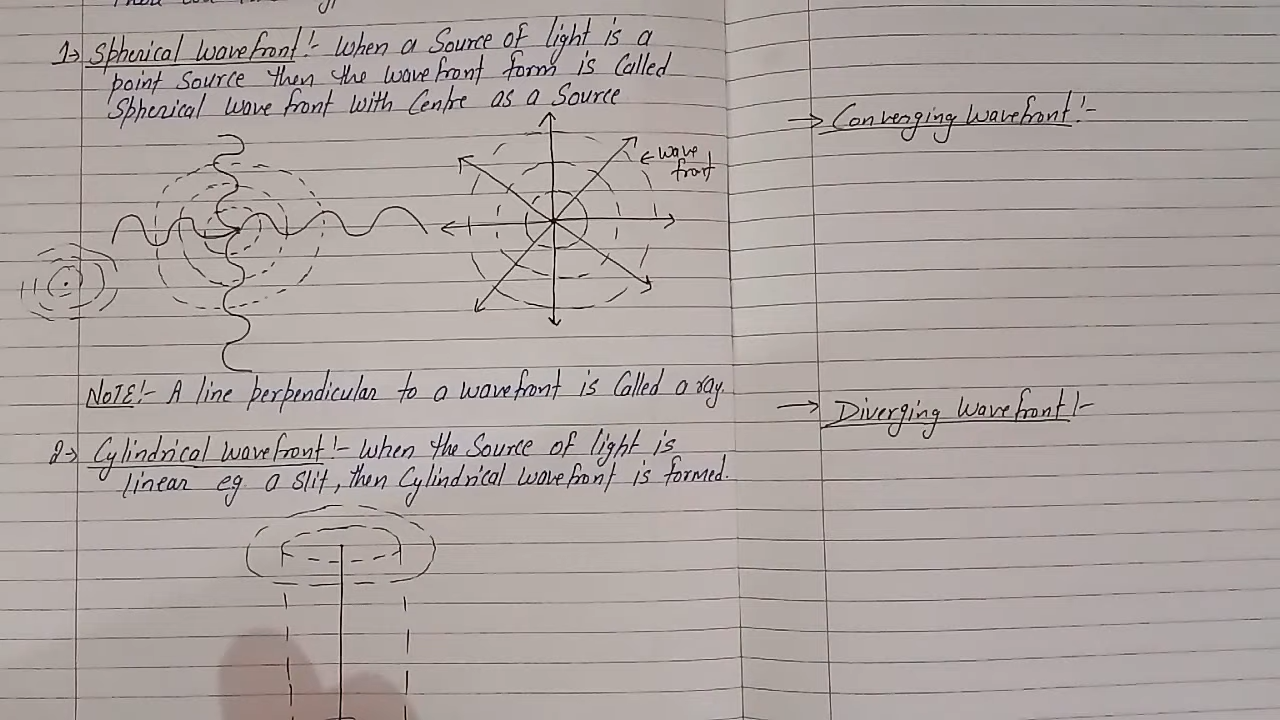 1→ Spherical wavefront!- When a Source of light is a
point Source then the wavefront form is Called
Spherical wave front with Centre as a Source
← wave
front
NOTE!- A line perpendicular to a wavefront is Called a ray.
2→ Cylindrical wavefront!- When the Source of light is
linear eg. a slit, then Cylindrical wavefront is formed.
→ Converging Wavefront!-
→ Diverging Wavefront!-